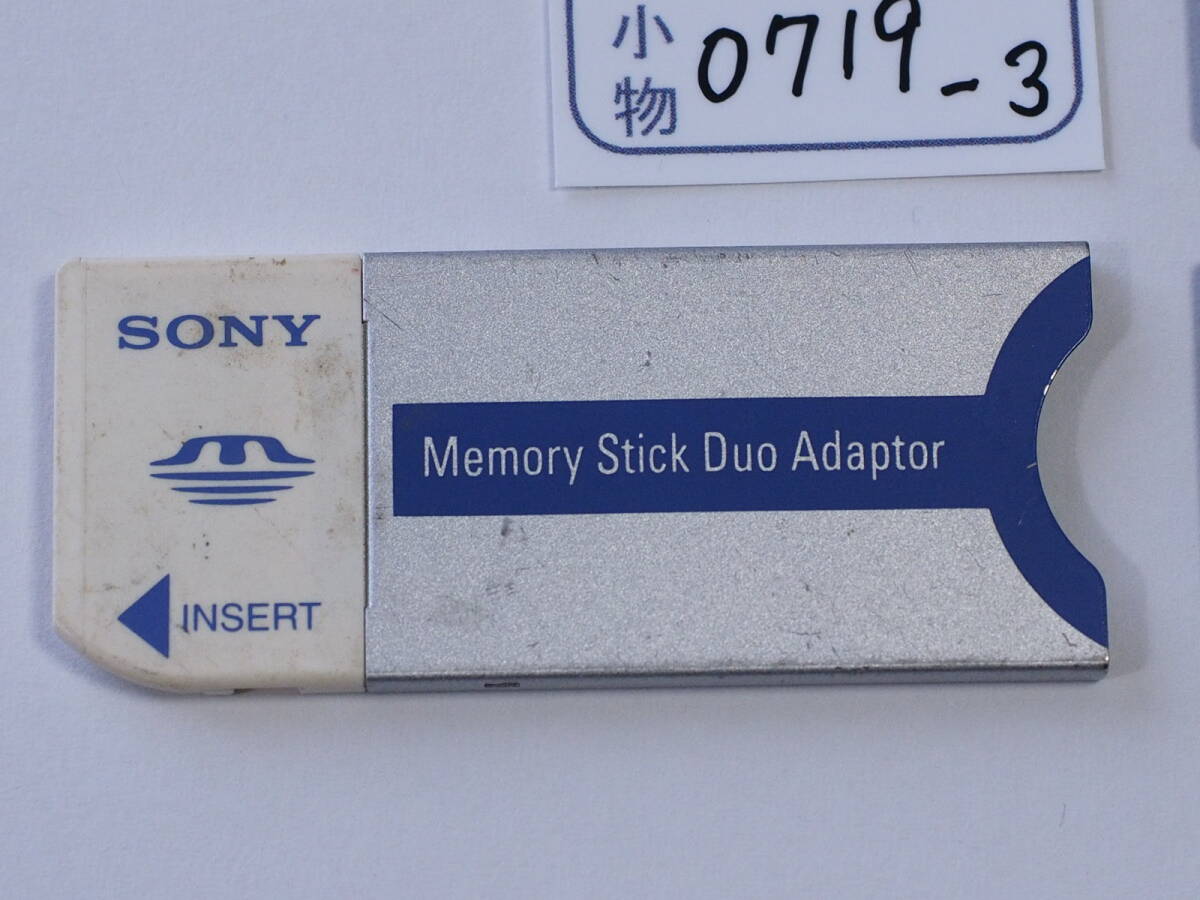 小物 0719-3
SONY
Memory Stick Duo Adaptor
INSERT